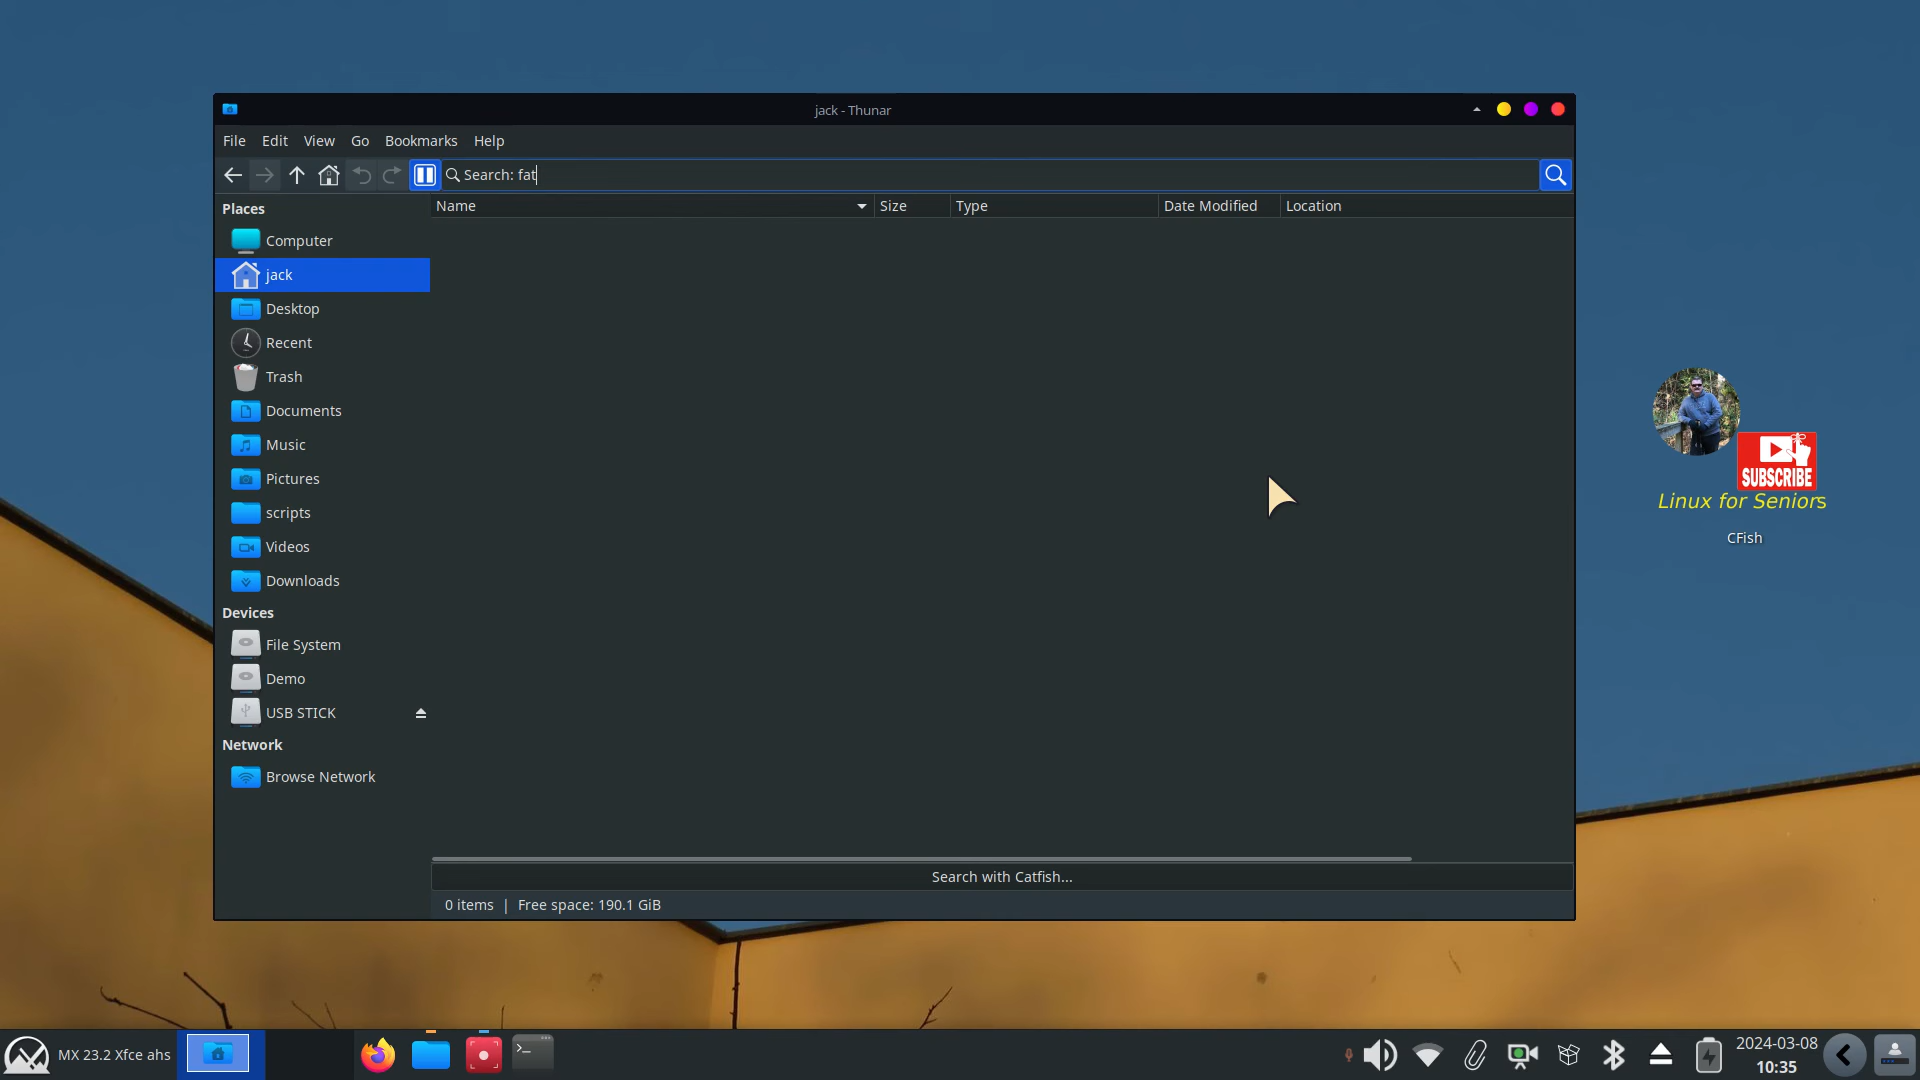 jack - Thunar
File Edit View Go Bookmarks Help
Search: fat
Places
Name Size Type Date Modified Location
Computer
jack
Desktop
Recent
Trash
Documents
Music
Pictures
scripts
Videos
Downloads
Devices
File System
Demo
USB STICK
Network
Browse Network
Search with Catfish...
0 items | Free space: 190.1 GiB
SUBSCRIBE
Linux for Seniors
CFish
MX 23.2 Xfce ahs
2024-03-08
10:35